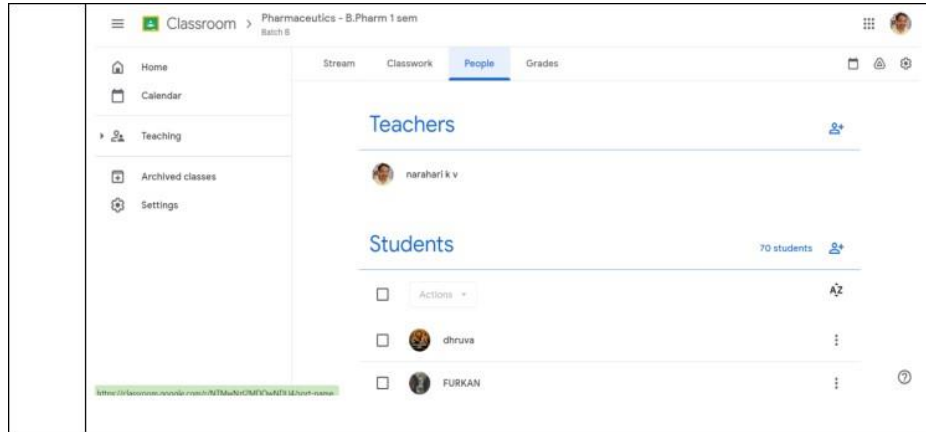 Classroom > Pharmaceutics - B.Pharm 1 sem
Batch B
Home
Calendar
Teaching
Archived classes
Settings
Stream Classwork People Grades
Teachers
narahari k v
Students
70 students
Actions
AZ
dhruva
FURKAN